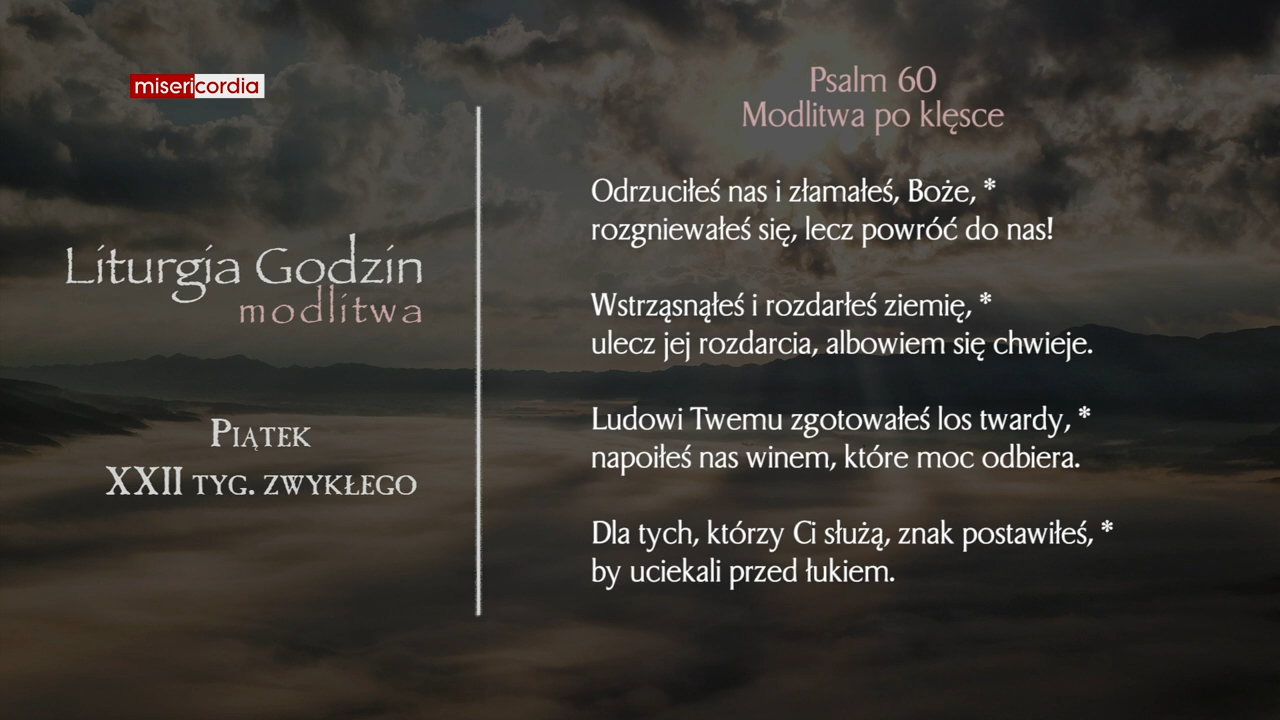 misericordia
Liturgia Godzin
modlitwa
Piątek
XXII tyg. zwykłego
Psalm 60
Modlitwa po klęsce
Odrzuciłeś nas i złamałeś, Boże, *
rozgniewałeś się, lecz powróć do nas!
Wstrząsnąłeś i rozdarłeś ziemię, *
ulecz jej rozdarcia, albowiem się chwieje.
Ludowi Twemu zgotowałeś los twardy, *
napoiłeś nas winem, które moc odbiera.
Dla tych, którzy Ci służą, znak postawiłeś, *
by uciekali przed łukiem.